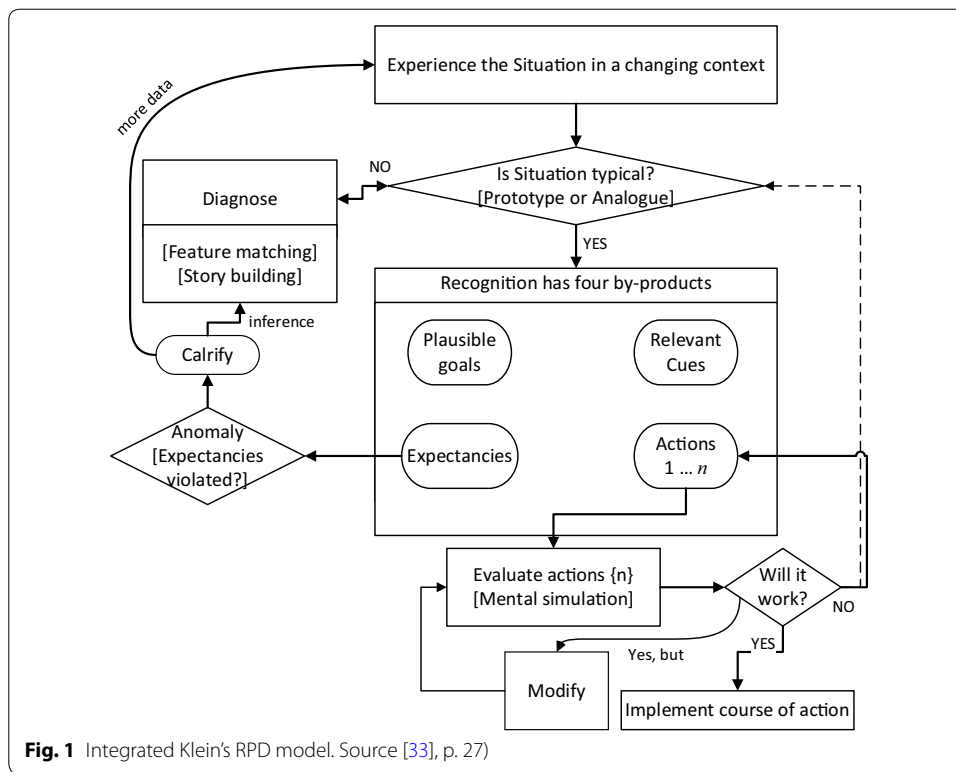 Experience the Situation in a changing context
more data
NO
Is Situation typical?
[Prototype or Analogue]
Diagnose
[Feature matching]
[Story building]
YES
Recognition has four by-products
inference
Plausible
goals
Relevant
Cues
Calrify
Anomaly
[Expectancies
violated?]
Expectancies
Actions
1 ... n
Evaluate actions {n}
[Mental simulation]
Will it
work?
NO
Yes, but
YES
Modify
Implement course of action
Fig. 1 Integrated Klein's RPD model. Source [33], p. 27)